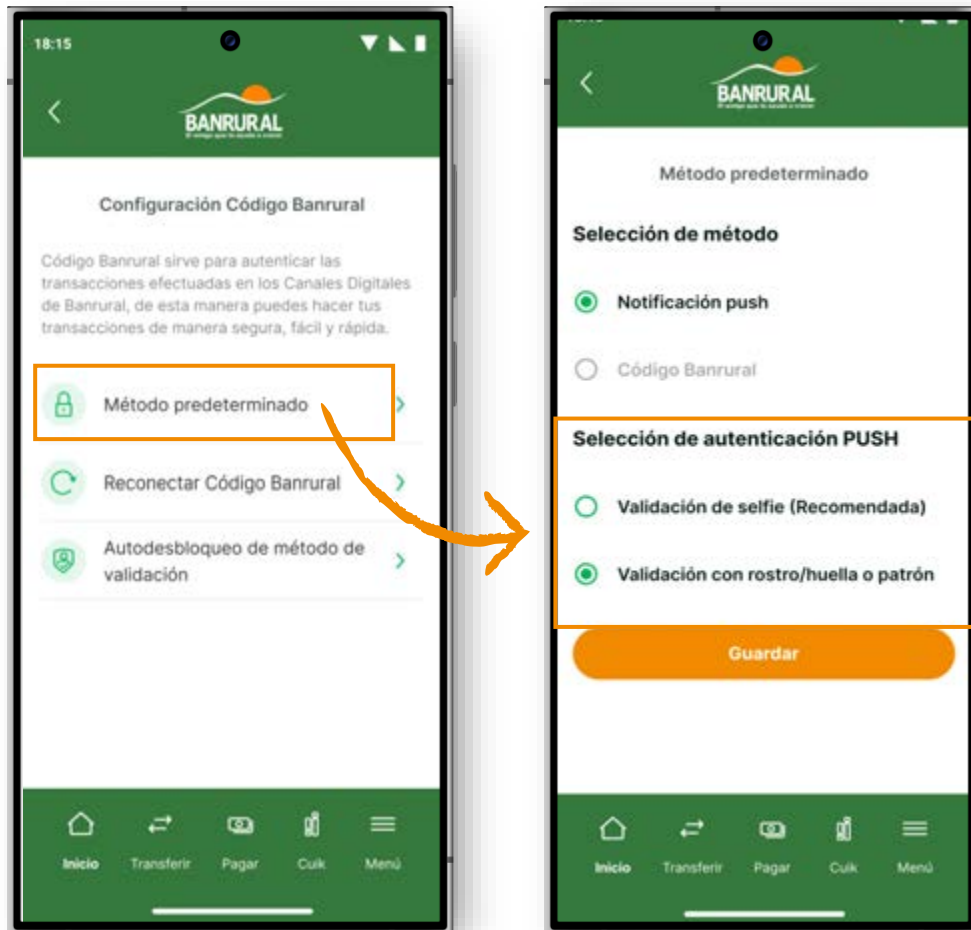 18:15
BANRURAL
Configuración Código Banrural
Código Banrural sirve para autenticar las
transacciones efectuadas en los Canales Digitales
de Banrural, de esta manera puedes hacer tus
transacciones de manera segura, fácil y rápida.
Método predeterminado
Reconectar Código Banrural
Autodesbloqueo de método de
validación
Inicio Transferir Pagar Cuik Menú
BANRURAL
Método predeterminado
Selección de método
Notificación push
Código Banrural
Selección de autenticación PUSH
Validación de selfie (Recomendada)
Validación con rostro/huella o patrón
Guardar
Inicio Transferir Pagar Cuik Menú